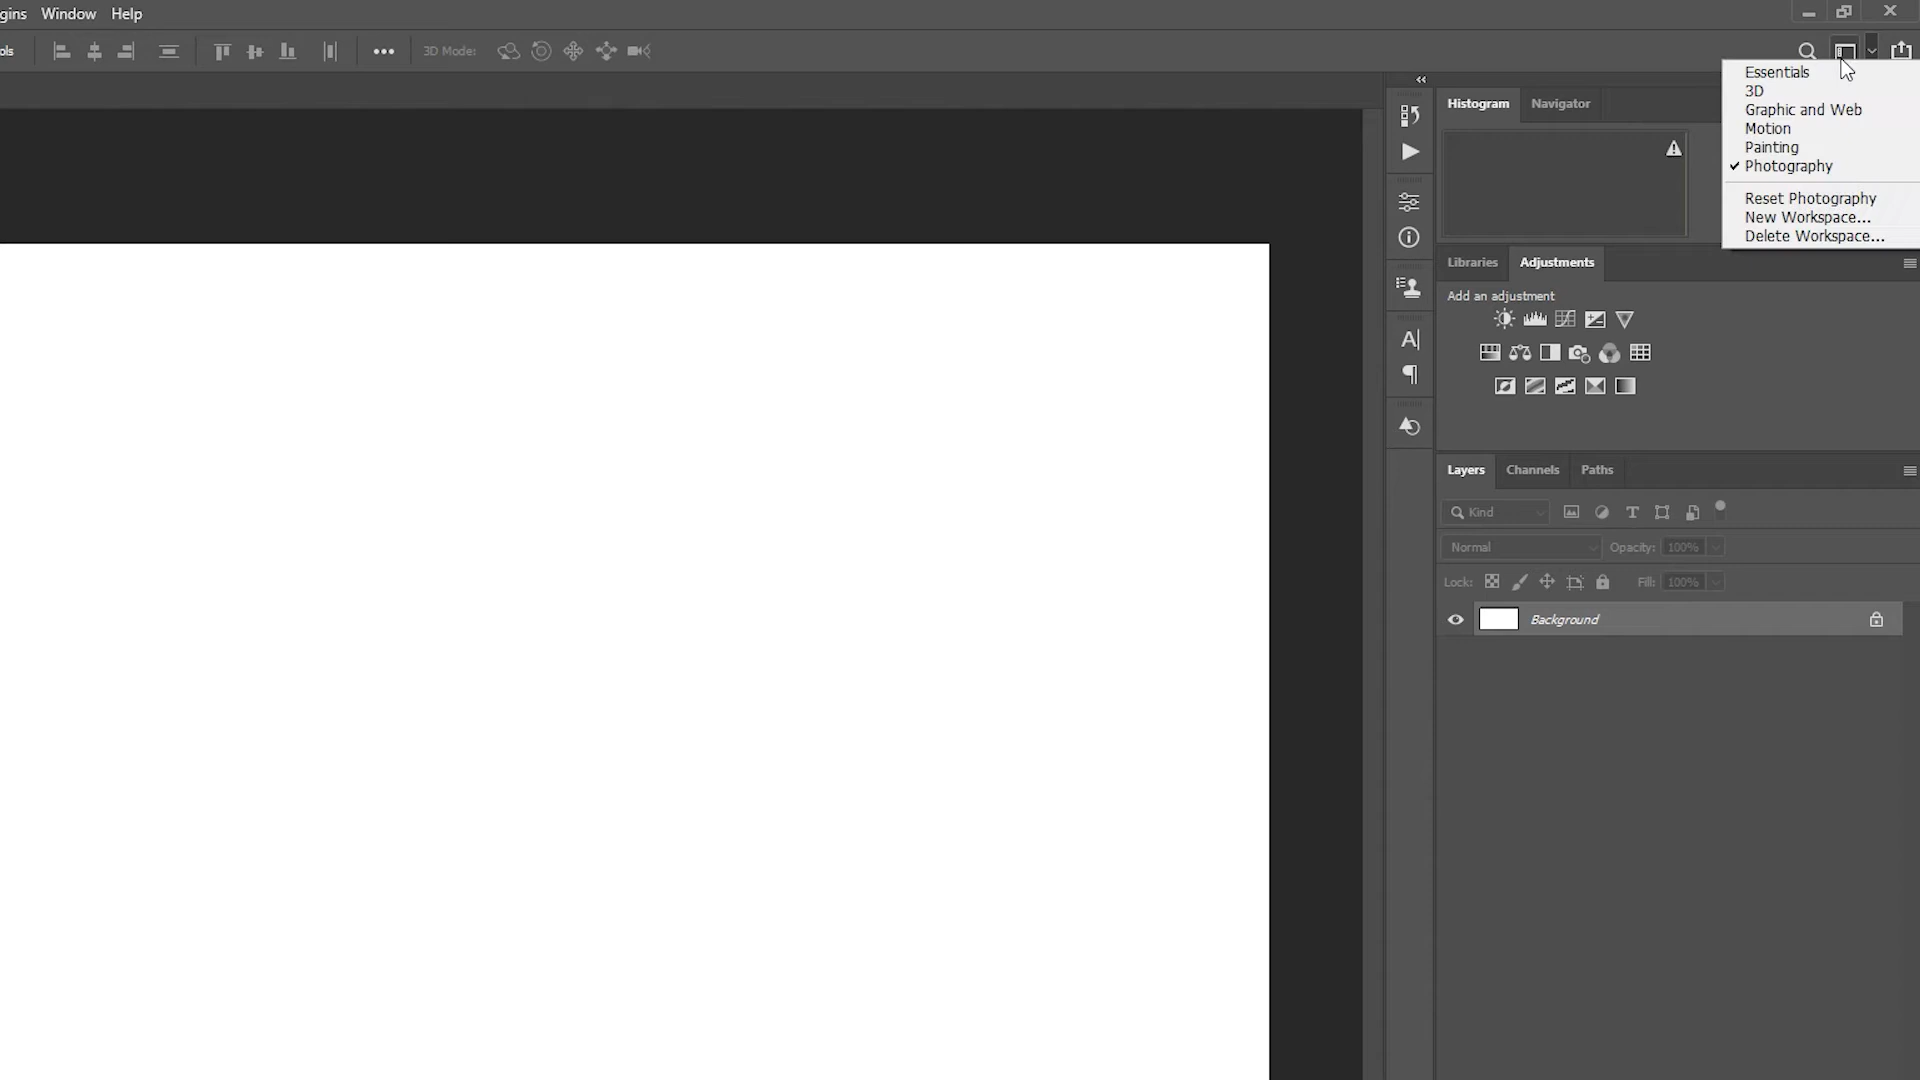 gins Window Help
ols 3D Mode:
Essentials
3D
Graphic and Web
Motion
Painting
Photography
Reset Photography
New Workspace...
Delete Workspace...
Histogram Navigator
Libraries Adjustments
Add an adjustment
Layers Channels Paths
Kind
Normal Opacity: 100%
Lock: Fill: 100%
Background